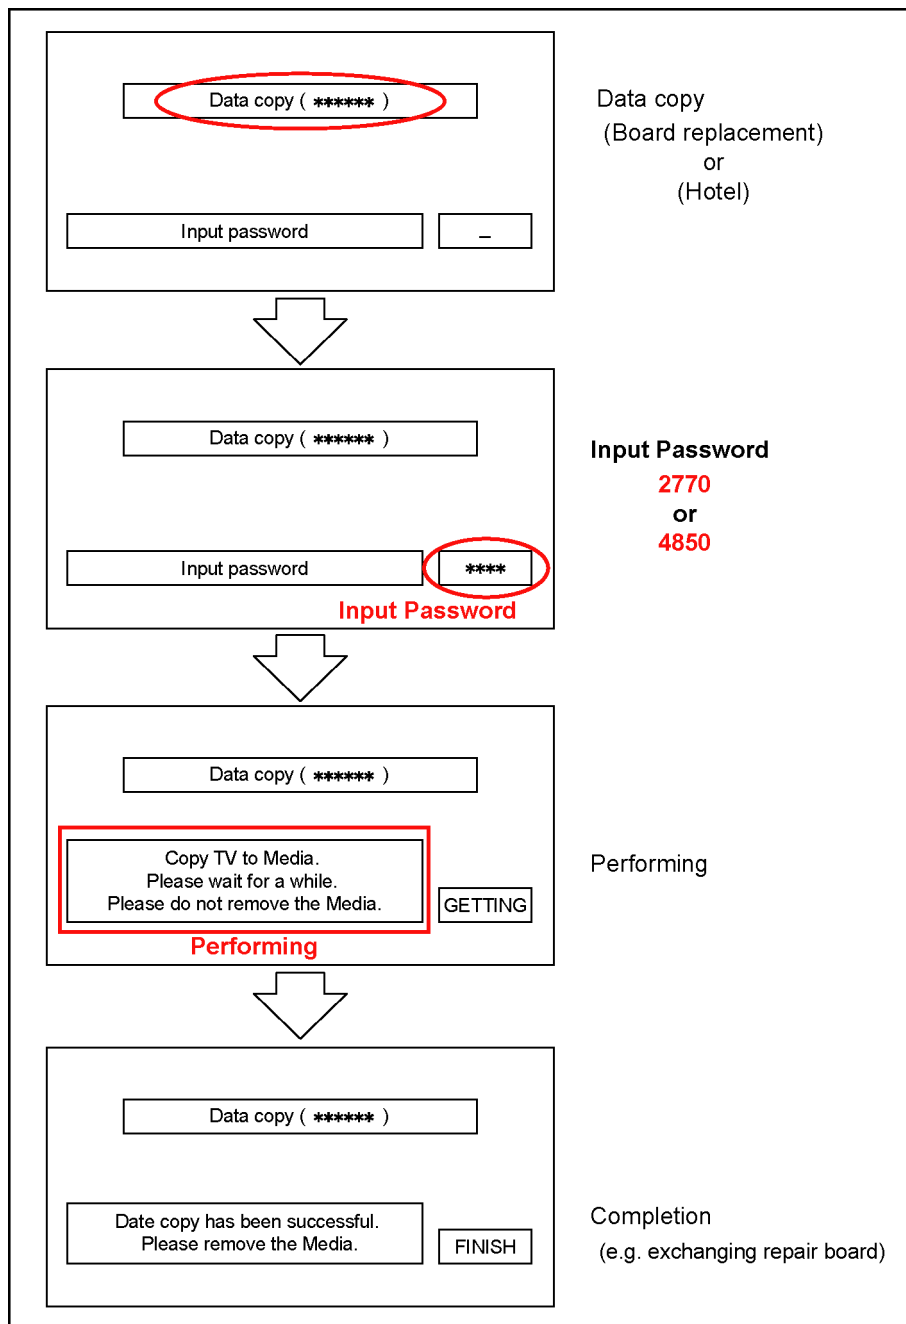 Data copy ( ****** )
Data copy
(Board replacement)
or
(Hotel)
Input password
_
Data copy ( ****** )
Input Password
2770
or
4850
Input password
****
Input Password
Data copy ( ****** )
Copy TV to Media.
Please wait for a while.
Please do not remove the Media.
GETTING
Performing
Performing
Data copy ( ****** )
Date copy has been successful.
Please remove the Media.
FINISH
Completion
(e.g. exchanging repair board)